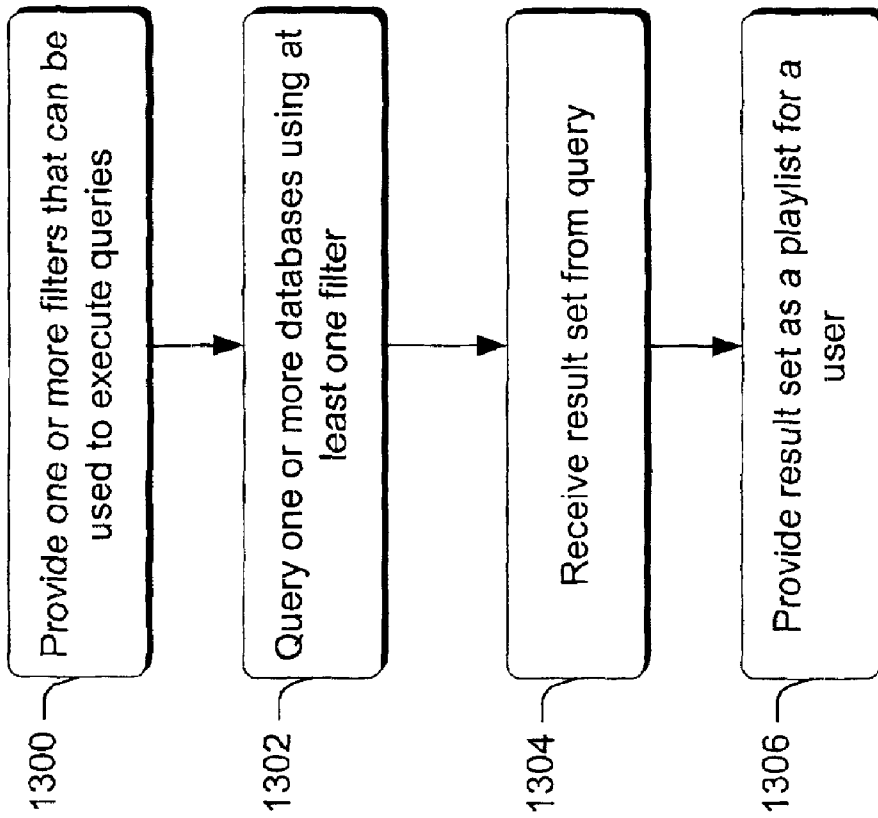 1300
Provide one or more filters that can be
used to execute queries
1302
Query one or more databases using at
least one filter
1304
Receive result set from query
1306
Provide result set as a playlist for a
user